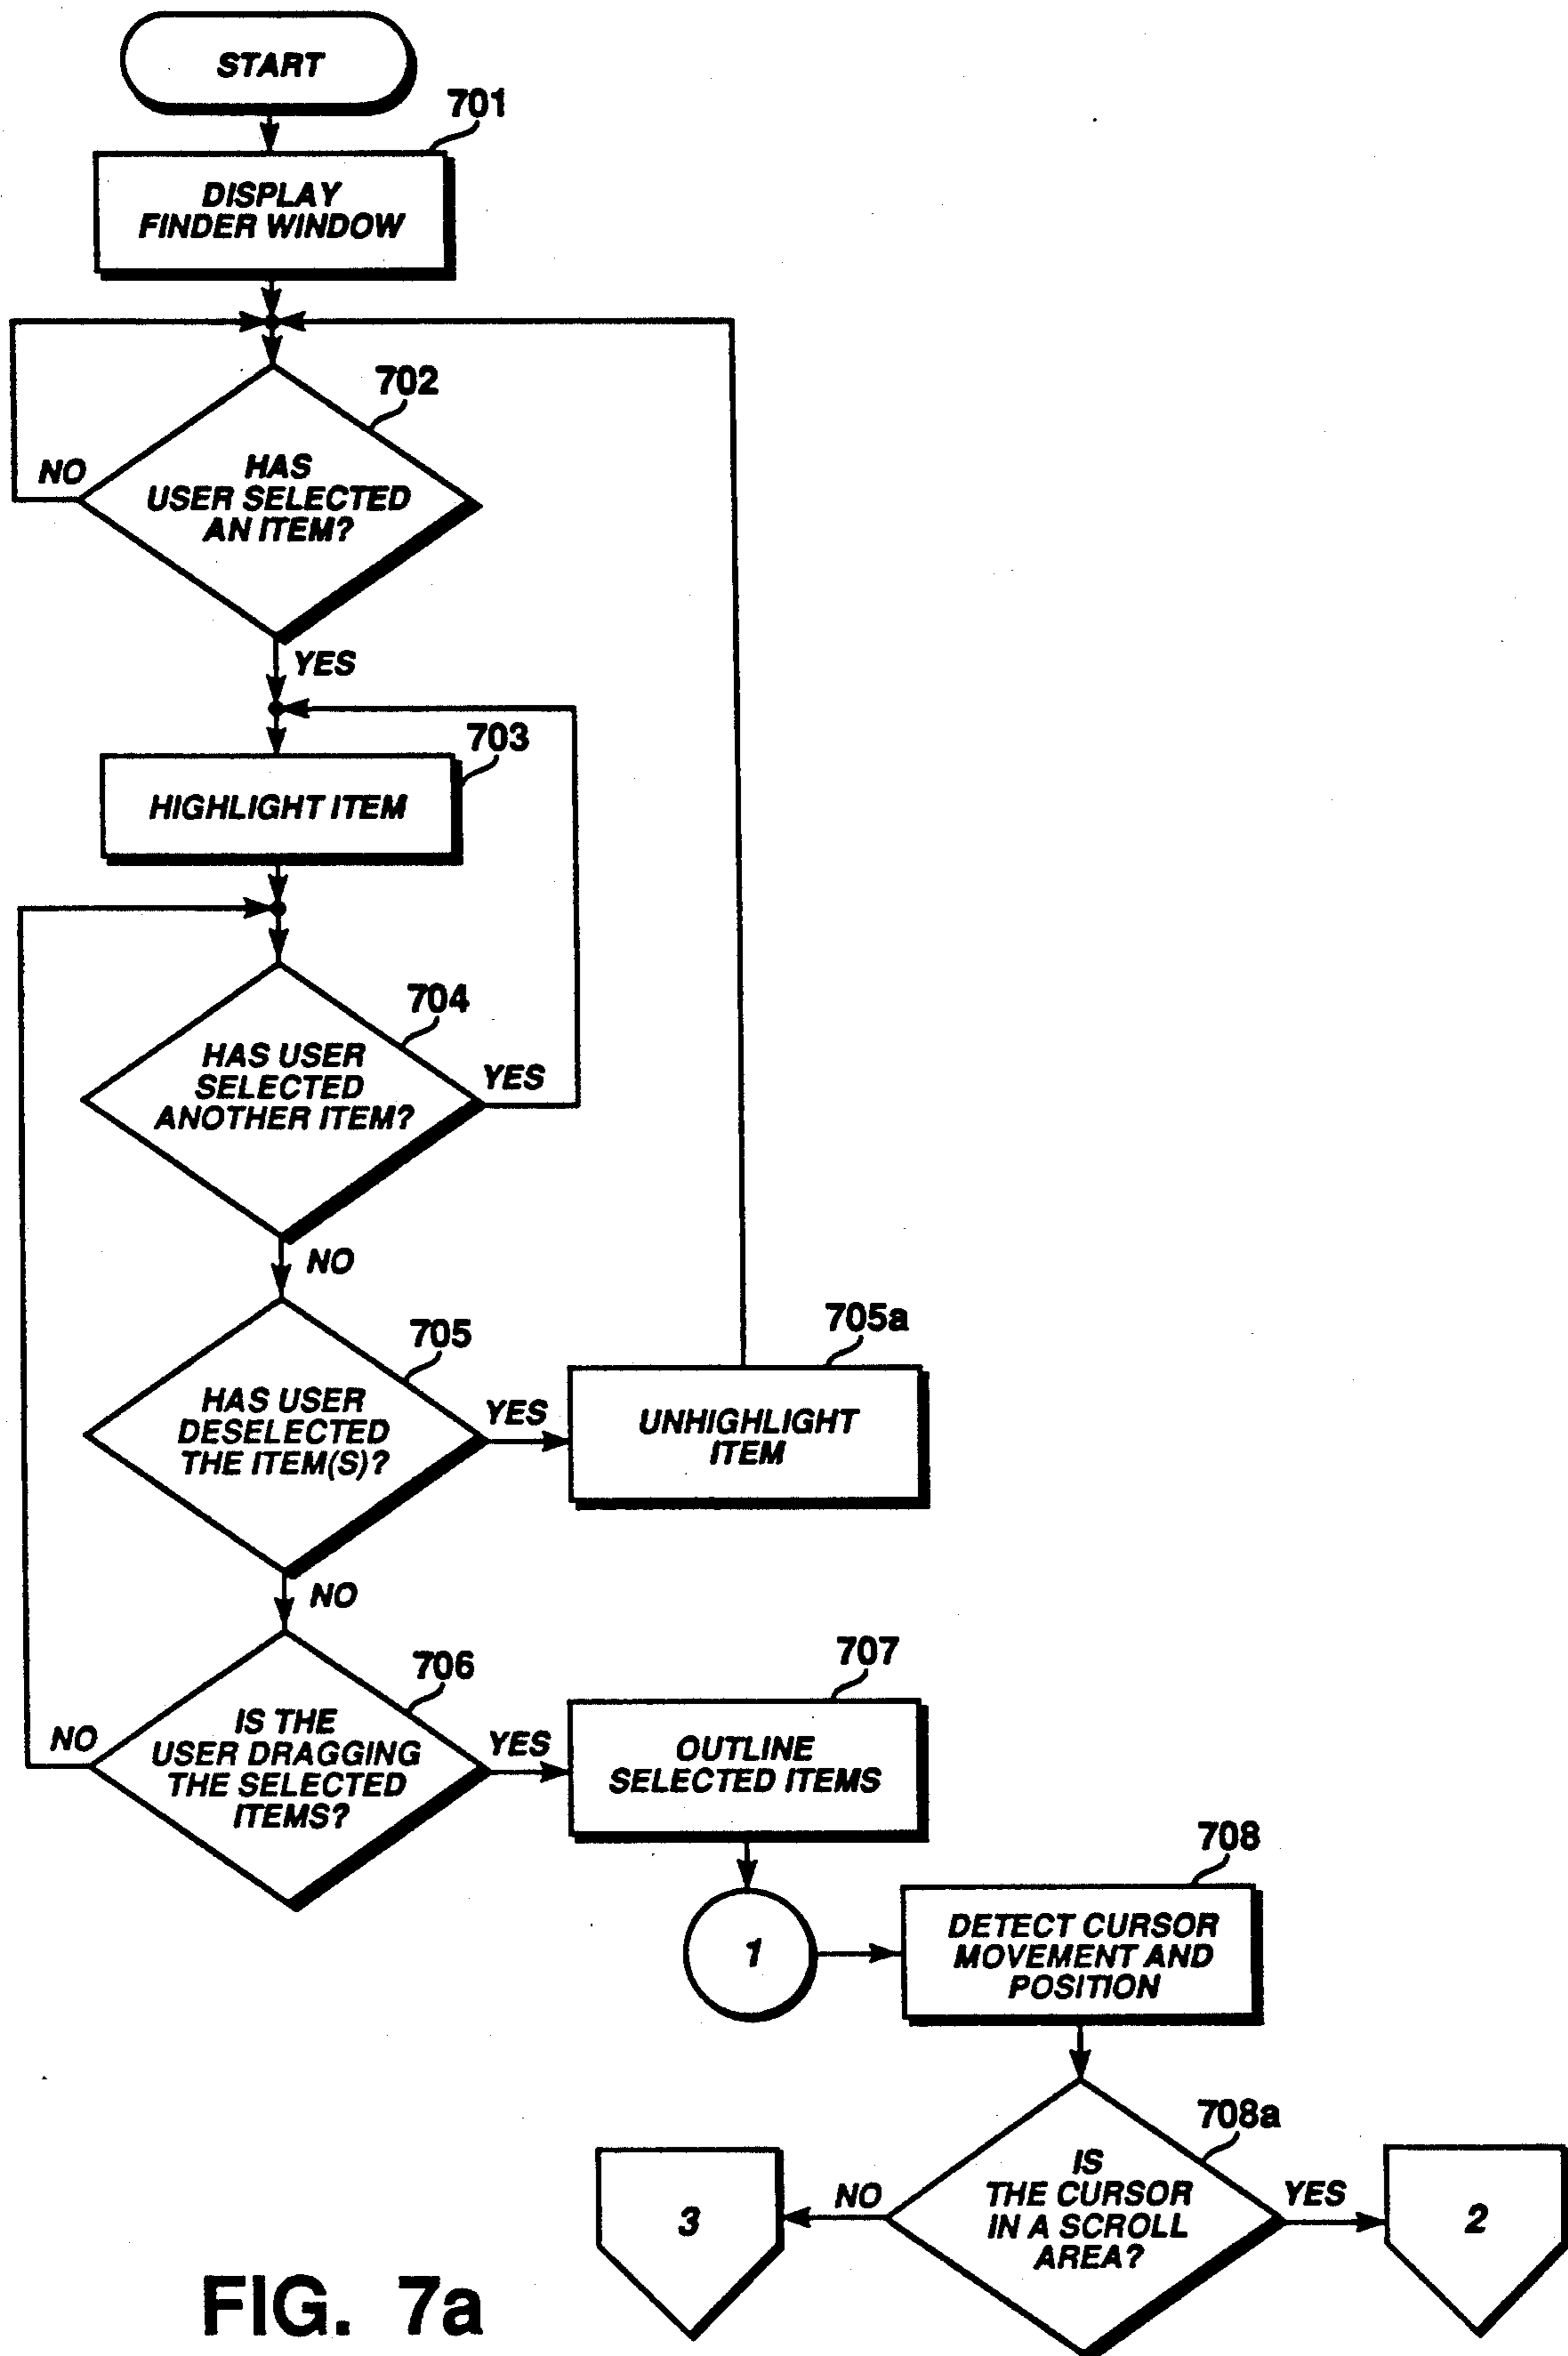 START
701
DISPLAY
FINDER WINDOW
702
HAS
USER SELECTED
AN ITEM?
NO
YES
703
HIGHLIGHT ITEM
704
HAS USER
SELECTED
ANOTHER ITEM?
YES
NO
705
HAS USER
DESELECTED
THE ITEM(S)?
YES
705a
UNHIGHLIGHT
ITEM
NO
706
IS THE
USER DRAGGING
THE SELECTED
ITEMS?
NO
YES
707
OUTLINE
SELECTED ITEMS
1
708
DETECT CURSOR
MOVEMENT AND
POSITION
708a
IS
THE CURSOR
IN A SCROLL
AREA?
NO
3
YES
2
FIG. 7a